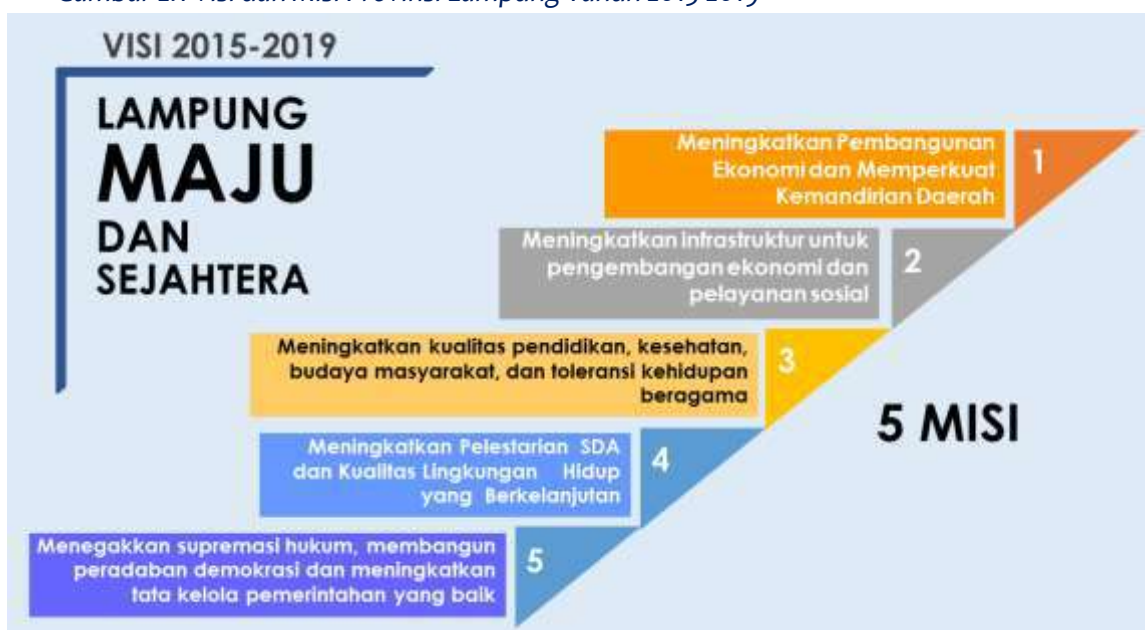 VISI 2015-2019
LAMPUNG
MAJU
DAN
SEJAHTERA
Meningkatkan Pembangunan
Ekonomi dan Memperkuat
Kemandirian Daerah
1
Meningkatkan infrastruktur untuk
pengembangan ekonomi dan
pelayanan sosial
2
Meningkatkan kualitas pendidikan, kesehatan,
budaya masyarakat, dan toleransi kehidupan
beragama
3
5 MISI
Meningkatkan Pelestarian SDA
dan Kualitas Lingkungan Hidup
yang Berkelanjutan
4
Menegakkan supremasi hukum, membangun
peradaban demokrasi dan meningkatkan
tata kelola pemerintahan yang baik
5